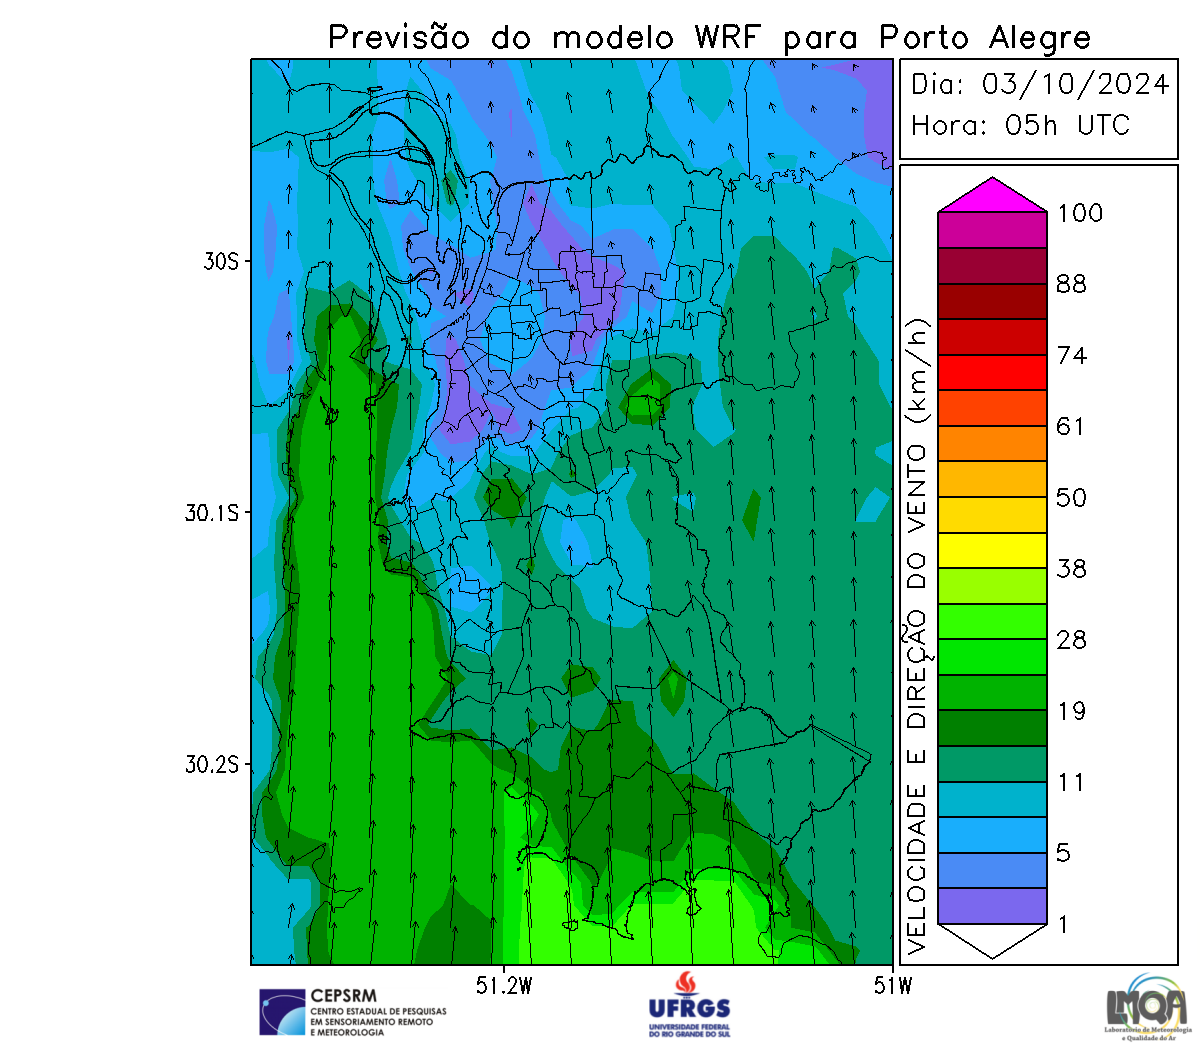 Previsão do modelo WRF para Porto Alegre
Dia: 03/10/2024
Hora: 05h UTC
30S
30.1S
30.2S
51.2W
51W
VELOCIDADE E DIREÇÃO DO VENTO (km/h)
100
88
74
61
50
38
28
19
11
5
1
CEPSRM
CENTRO ESTADUAL DE PESQUISAS
EM SENSORIAMENTO REMOTO
E METEOROLOGIA
UFRGS
UNIVERSIDADE FEDERAL
DO RIO GRANDE DO SUL
LMQA
Laboratório de Meteorologia
e Qualidade do Ar